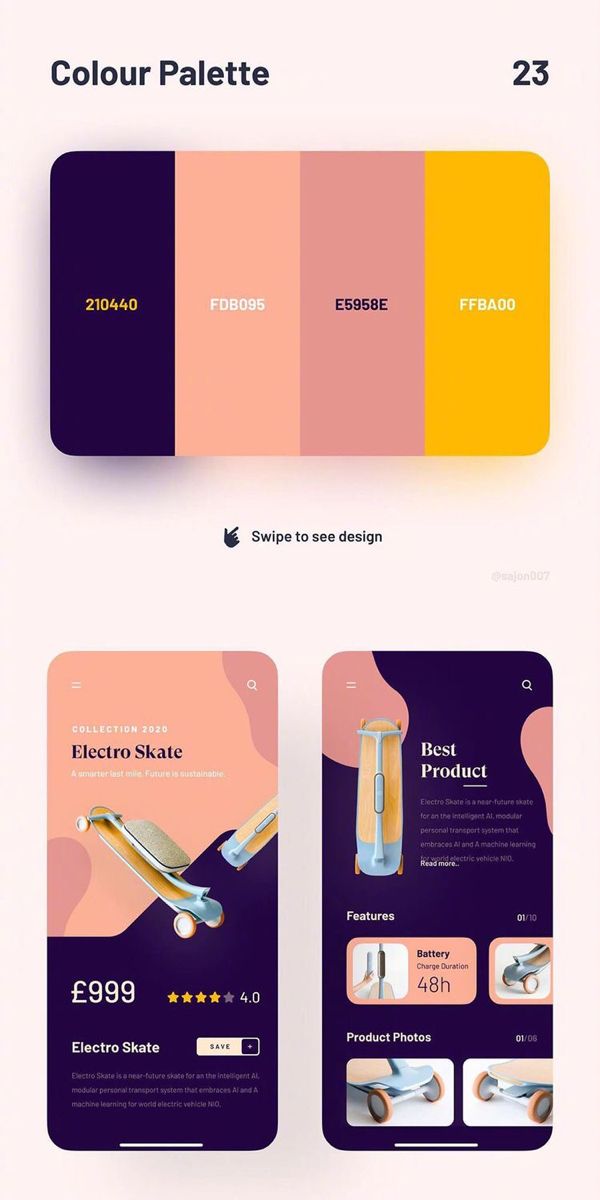 Colour Palette
23
210440
FDB095
E5958E
FFBA00
Swipe to see design
@sajon007
COLLECTION 2020
Electro Skate
A smarter last mile. Future is sustainable.
£999
4.0
Electro Skate
SAVE +
Electro Skate is a near-future skate for an the intelligent AI,
modular personal transport system that embraces AI and A
machine learning for world electric vehicle NIO.
Best
Product
Electro Skate is a near-future skate
for an the intelligent AI, modular
personal transport system that
embraces AI and A machine learning
for world electric vehicle NIO.
Read more..
Features
01/10
Battery
Charge Duration
48h
Product Photos
01/06